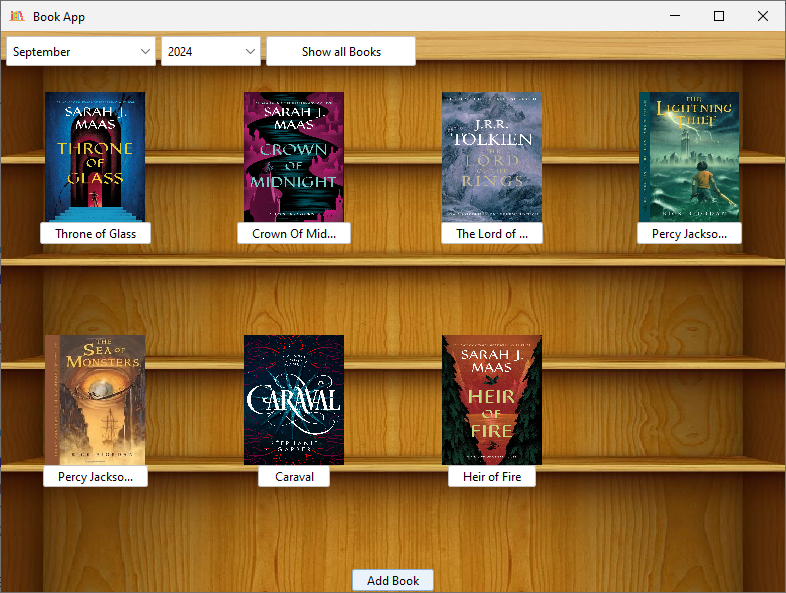 Book App
September
2024
Show all Books
SARAH J.
MAAS
THRONE
OF
GLASS
SARAH J.
MAAS
CROWN
OF
MIDNIGHT
J.R.R.
TOLKIEN
THE
LORD
OF THE
RINGS
THE
LIGHTNING
THIEF
RICK RIORDAN
Throne of Glass
Crown Of Mid...
The Lord of ...
Percy Jackso...
THE
SEA OF
MONSTERS
RICK RIORDAN
CARAVAL
STEPHANIE
GARBER
SARAH J.
MAAS
HEIR
OF
FIRE
Percy Jackso...
Caraval
Heir of Fire
Add Book